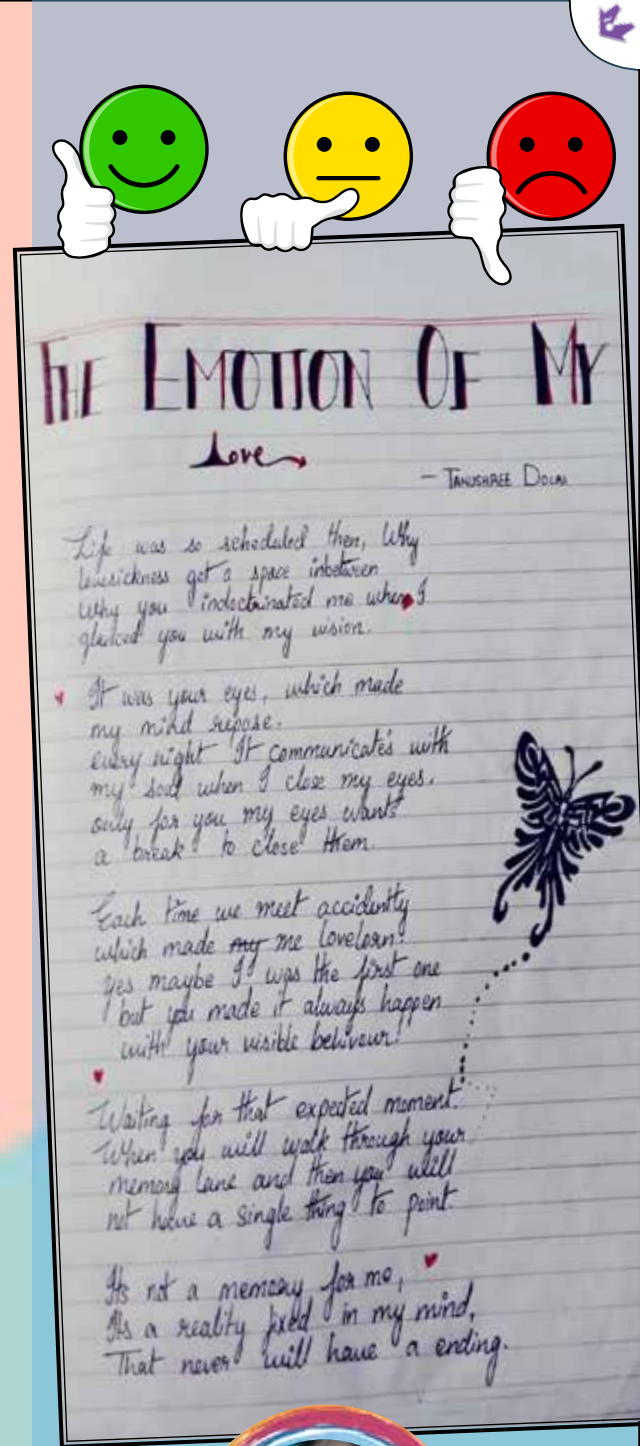 THE EMOTION OF MY
Love
- TANUSHREE
Life was so scheduled then, Why
lovesickness got a space inbetween
Why you indoctrinated me when I
glanced you with my vision.
It was your eyes, which made
my mind repose.
every night It communicates with
my soul when I close my eyes.
only for you my eyes wants
a break to close them.
Each time we meet accidently
which made my me lovelorn!
yes maybe I was the first one
but you made it always happen
with your visible behivour!
Waiting for that expected moment.
When you will walk through your
memory lane and then you will
not have a single thing to point.
Its not a memory for me,
Its a reality fixed in my mind,
That never will have a ending.